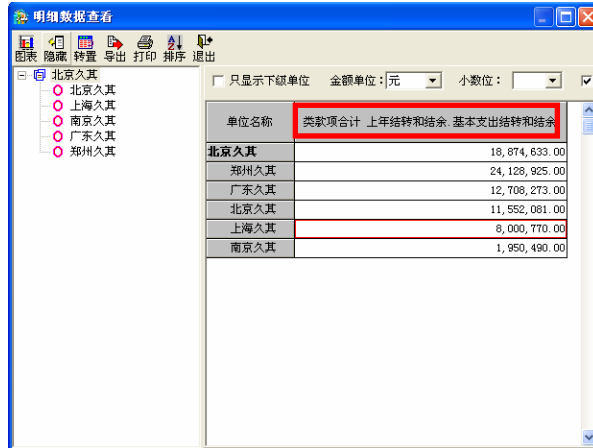 明细数据查看
图表 隐藏 转置 导出 打印 排序 退出
北京久其
北京久其
上海久其
南京久其
广东久其
郑州久其
只显示下级单位 金额单位: 元 小数位:
单位名称 类款项合计 上年结转和结余.基本支出结转和结余
北京久其 18,874,633.00
郑州久其 24,128,925.00
广东久其 12,708,273.00
北京久其 11,552,081.00
上海久其 8,000,770.00
南京久其 1,950,490.00